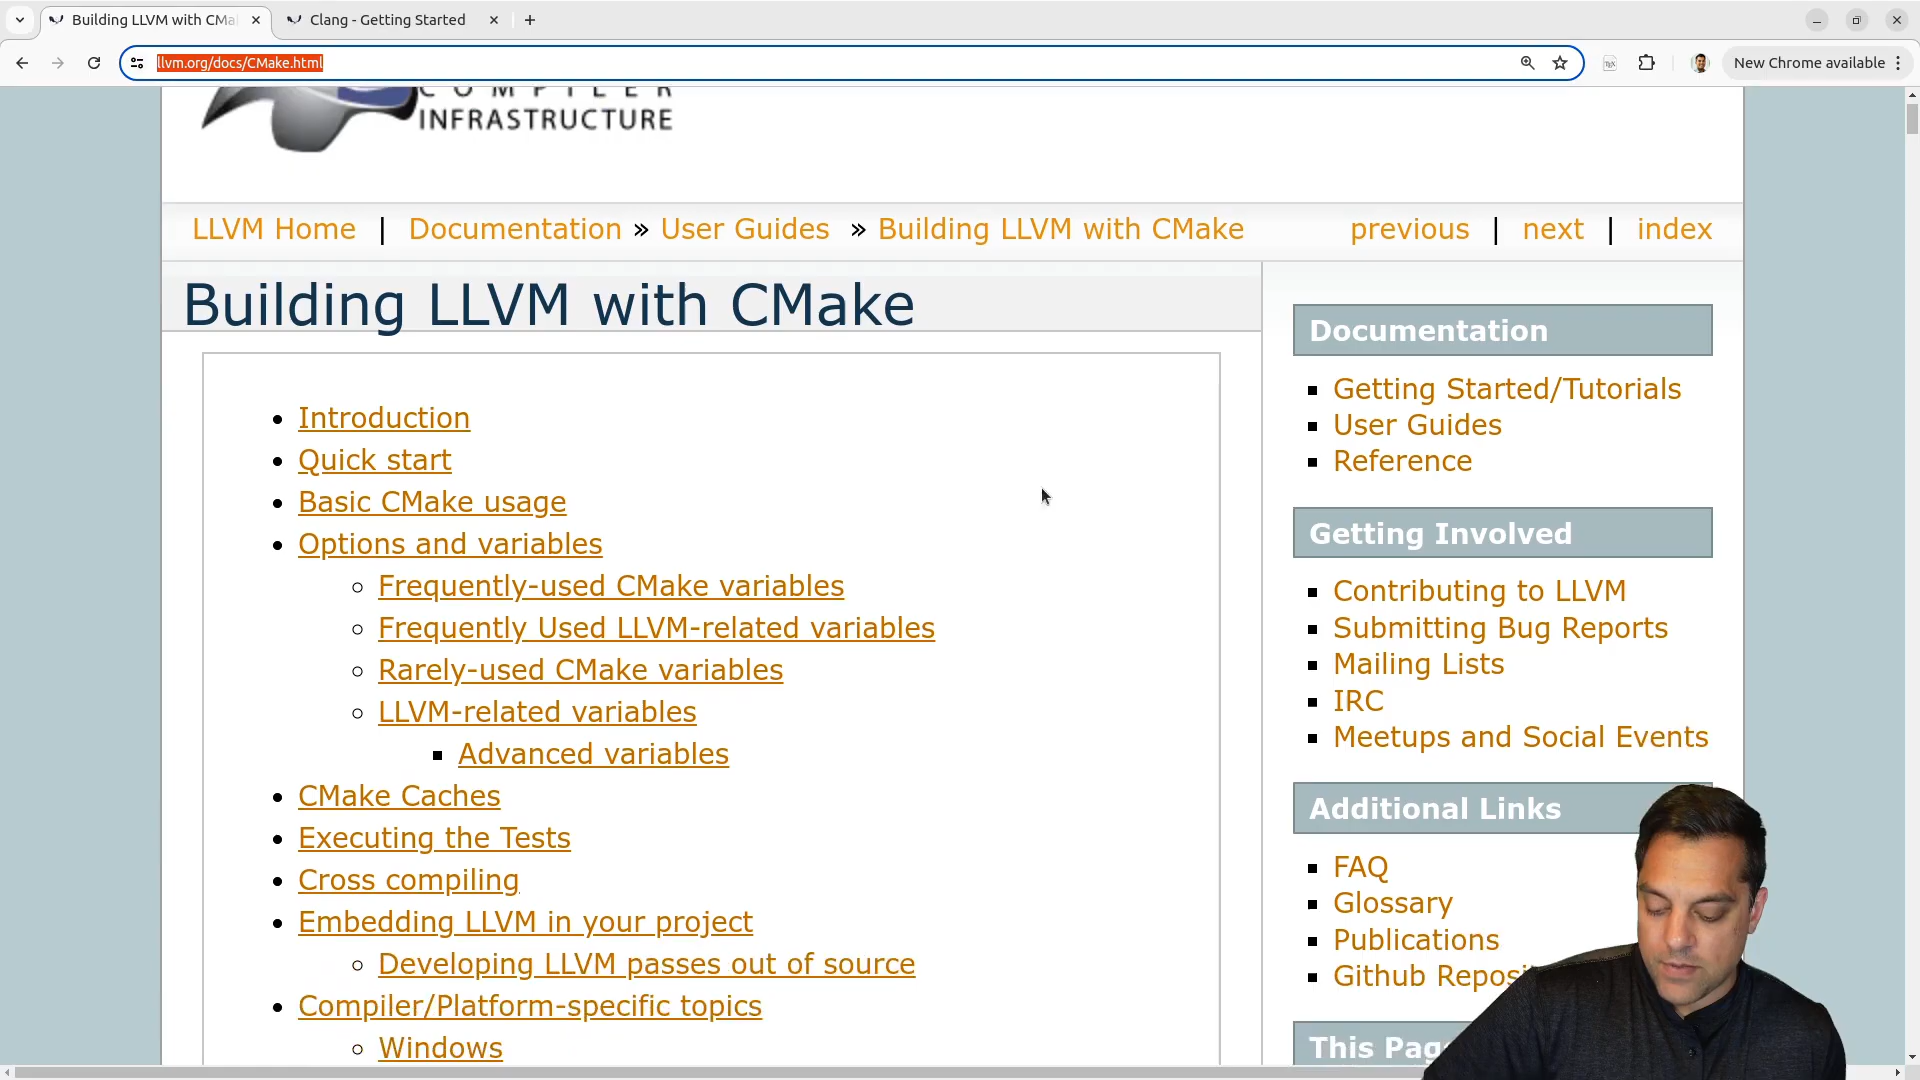 Building LLVM with CMa
Clang - Getting Started
llvm.org/docs/CMake.html
New Chrome available
COMPILER
INFRASTRUCTURE
LLVM Home | Documentation » User Guides » Building LLVM with CMake
previous | next | index
Building LLVM with CMake
Introduction
Quick start
Basic CMake usage
Options and variables
Frequently-used CMake variables
Frequently Used LLVM-related variables
Rarely-used CMake variables
LLVM-related variables
Advanced variables
CMake Caches
Executing the Tests
Cross compiling
Embedding LLVM in your project
Developing LLVM passes out of source
Compiler/Platform-specific topics
Windows
Documentation
Getting Started/Tutorials
User Guides
Reference
Getting Involved
Contributing to LLVM
Submitting Bug Reports
Mailing Lists
IRC
Meetups and Social Events
Additional Links
FAQ
Glossary
Publications
Github
This